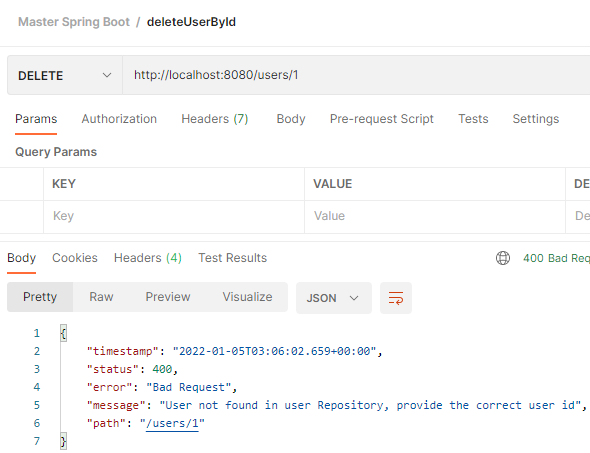 Master Spring Boot / deleteUserById
DELETE http://localhost:8080/users/1
Params Authorization Headers (7) Body Pre-request Script Tests Settings
Query Params
KEY VALUE
Key Value
Body Cookies Headers (4) Test Results 400 Bad
Pretty Raw Preview Visualize JSON
1 {
2 "timestamp": "2022-01-05T03:06:02.659+00:00",
3 "status": 400,
4 "error": "Bad Request",
5 "message": "User not found in user Repository, provide the correct user id",
6 "path": "/users/1"
7 }